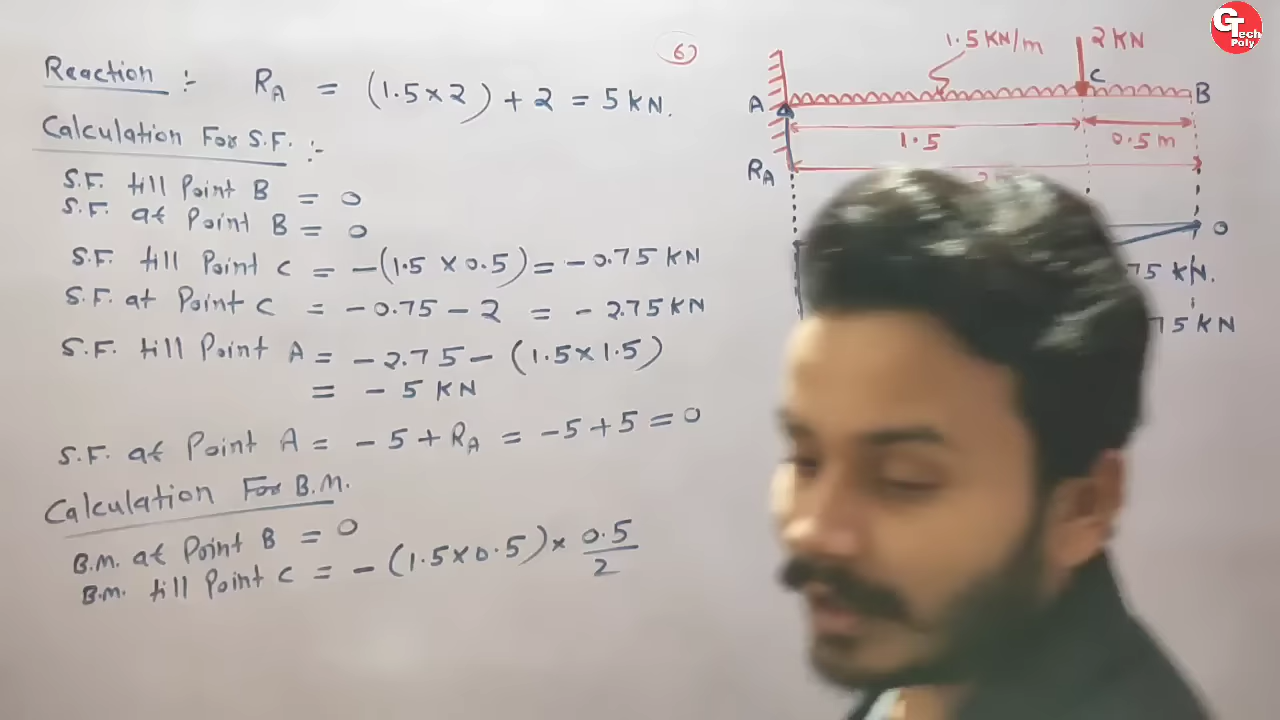 Reaction :- RA = (1.5×2)+2 = 5 KN.
Calculation For S.F. :-
S.F. till Point B = 0
S.F. at Point B = 0
S.F. till Point C = -(1.5 × 0.5) = -0.75 KN
S.F. at Point C = -0.75 - 2 = -2.75 KN
S.F. till Point A = -2.75 - (1.5×1.5)
= -5 KN
S.F. at Point A = -5 + RA = -5+5 = 0
Calculation For B.M.
B.M. at Point B = 0
B.M. till Point C = -(1.5×0.5) × 0.5/2
6
1.5 KN/m
2 KN
A
C
B
1.5
0.5 m
RA
0
75 KN.
75 KN
GTech Poly